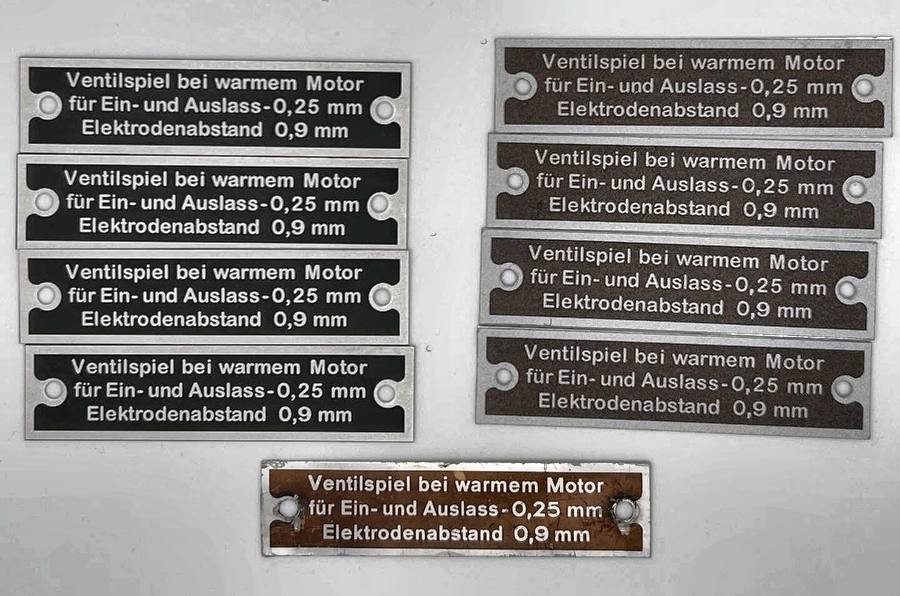 Ventilspiel bei warmem Motor
für Ein- und Auslass-0,25 mm
Elektrodenabstand 0,9 mm
Ventilspiel bei warmem Motor
für Ein- und Auslass-0,25 mm
Elektrodenabstand 0,9 mm
Ventilspiel bei warmem Motor
für Ein- und Auslass-0,25 mm
Elektrodenabstand 0,9 mm
Ventilspiel bei warmem Motor
für Ein- und Auslass-0,25 mm
Elektrodenabstand 0,9 mm
Ventilspiel bei warmem Motor
für Ein- und Auslass-0,25 mm
Elektrodenabstand 0,9 mm
Ventilspiel bei warmem Motor
für Ein- und Auslass-0,25 mm
Elektrodenabstand 0,9 mm
Ventilspiel bei warmem Motor
für Ein- und Auslass-0,25 mm
Elektrodenabstand 0,9 mm
Ventilspiel bei warmem Motor
für Ein- und Auslass-0,25 mm
Elektrodenabstand 0,9 mm
Ventilspiel bei warmem Motor
für Ein- und Auslass-0,25 mm
Elektrodenabstand 0,9 mm